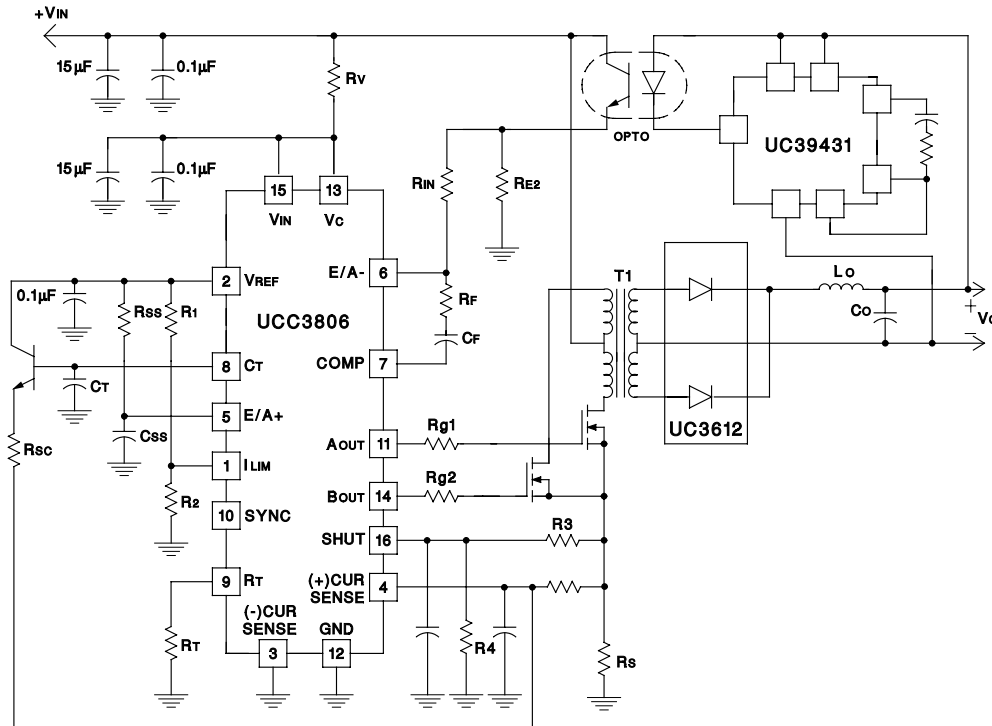 +VIN
15µF
0.1µF
RV
OPTO
UC39431
15µF
0.1µF
RIN
RE2
15
13
VIN
VC
E/A-
6
2
VREF
T1
LO
0.1µF
RSS
R1
UCC3806
RF
CF
CO
+
VO
–
COMP
7
8
CT
CT
5
E/A+
UC3612
CSS
RSC
AOUT
11
Rg1
1
ILIM
Rg2
R2
BOUT
14
10
SYNC
SHUT
16
R3
9
RT
(+)CUR
SENSE
4
(-)CUR
SENSE
GND
RT
3
12
R4
RS